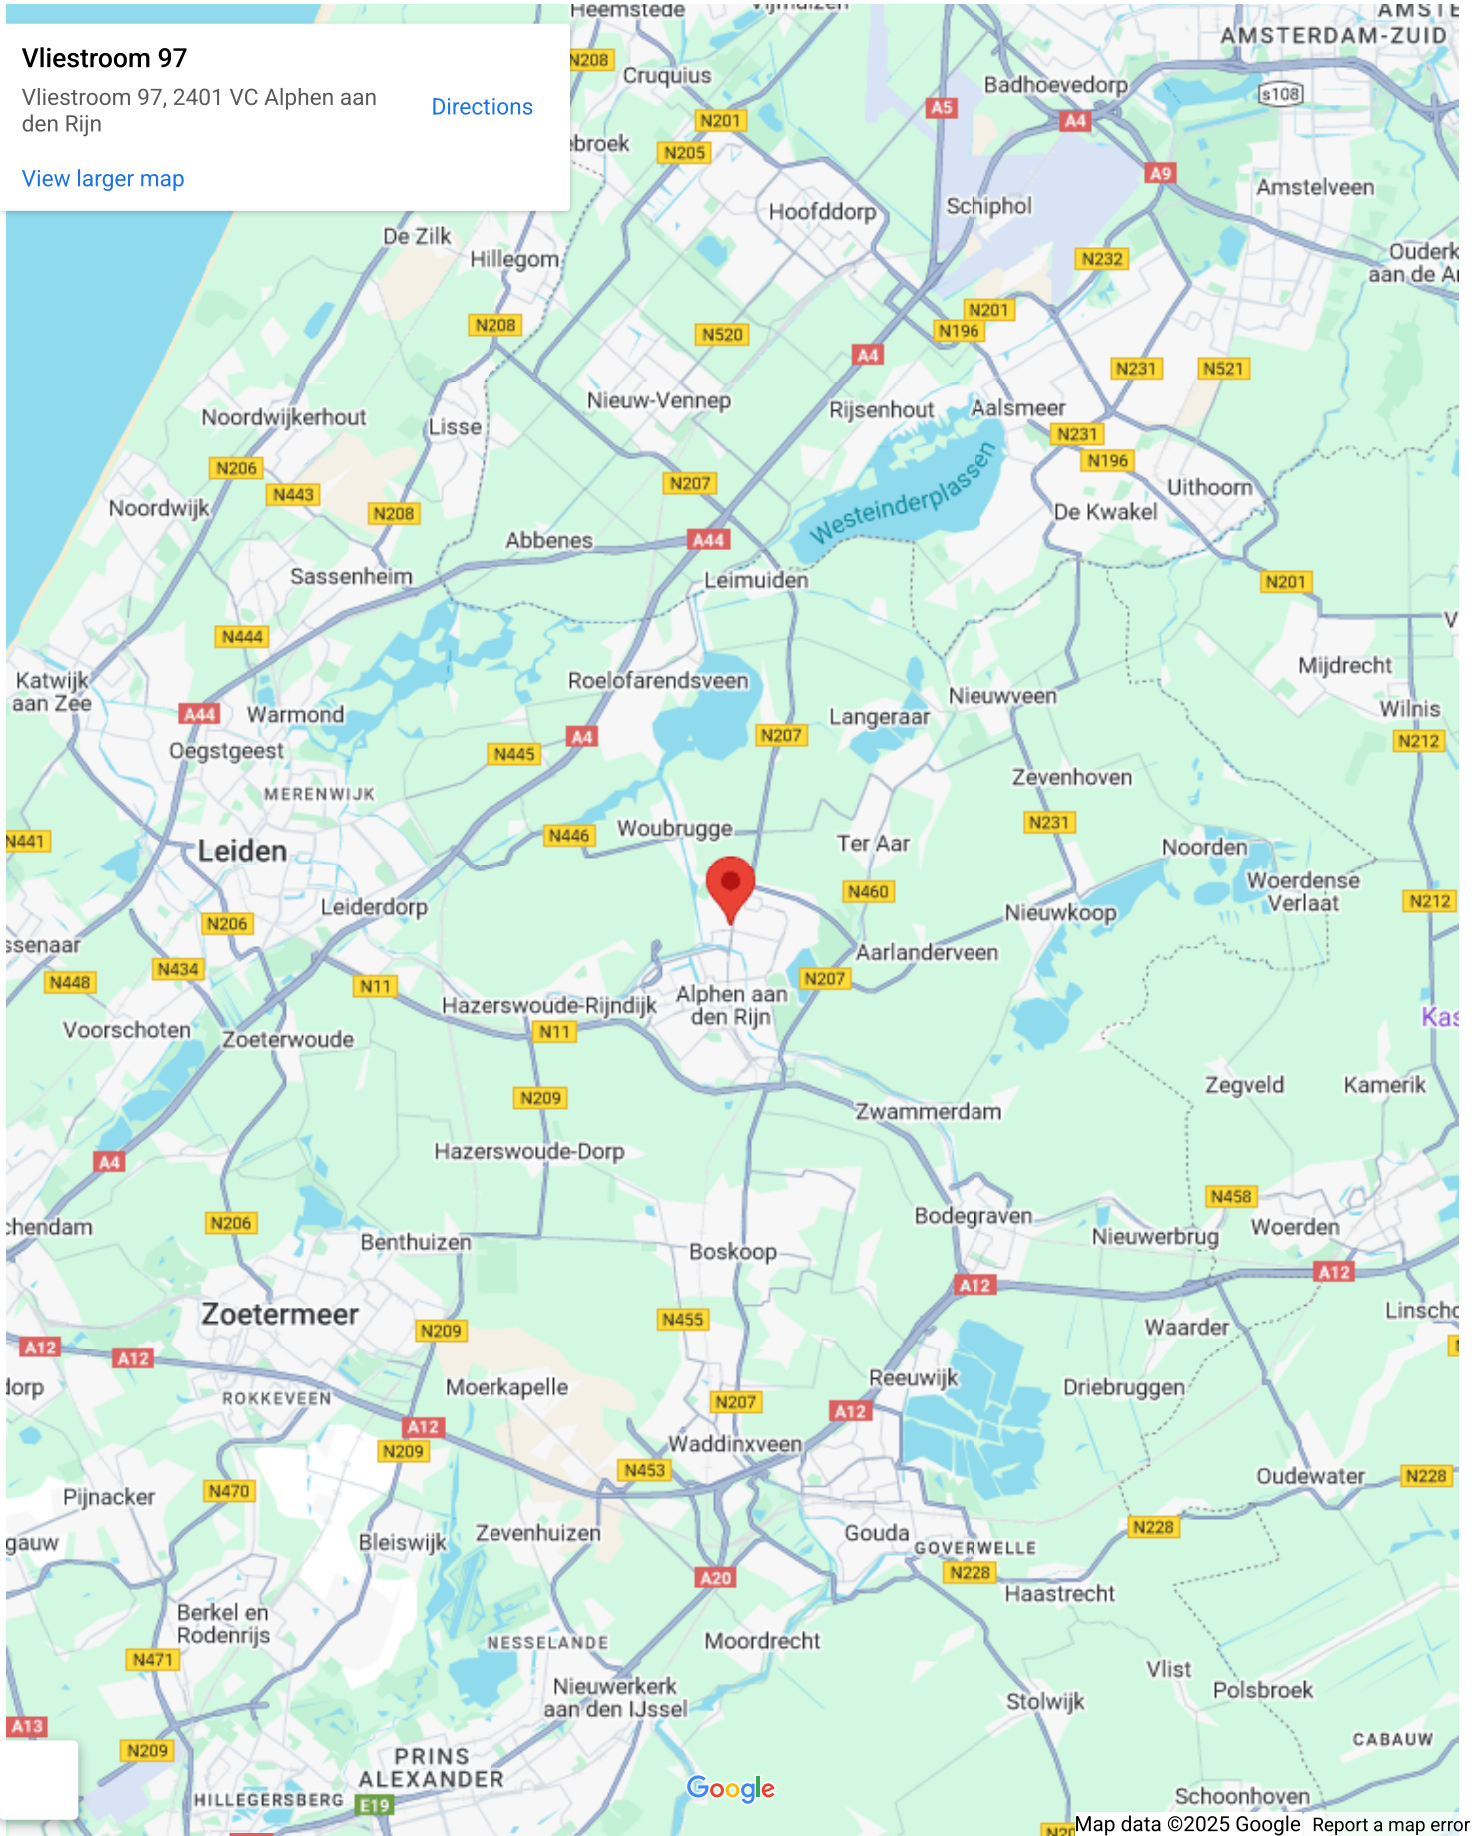 Heemstede
AMSTERDAM-ZUID
Vliestroom 97
Vliestroom 97, 2401 VC Alphen aan
den Rijn
Directions
View larger map
N208
Cruquius
Badhoevedorp
s108
A5
A4
N201
N205
A9
Amstelveen
Hoofddorp
Schiphol
De Zilk
Hillegom
N232
Ouderk
aan de A
N208
N520
N201
N196
A4
N231
N521
Nieuw-Vennep
Rijsenhout
Aalsmeer
Noordwijkerhout
Lisse
N231
N196
N206
N443
N207
Westeinderplassen
Uithoorn
Noordwijk
N208
De Kwakel
Abbenes
A44
Sassenheim
Leimuiden
N201
N444
Mijdrecht
Katwijk
aan Zee
Roelofarendsveen
Nieuwveen
A44
Warmond
Langeraar
Wilnis
Oegstgeest
N445
A4
N207
N212
MERENWIJK
Zevenhoven
N441
N446
Woubrugge
N231
Leiden
Ter Aar
Noorden
Leiderdorp
N460
Woerdense
Verlaat
N212
N206
Nieuwkoop
ssenaar
Aarlanderveen
N448
N434
N11
N207
Hazerswoude-Rijndijk
Alphen aan
den Rijn
Kas
Voorschoten
Zoeterwoude
N11
N209
Zegveld
Kamerik
Zwammerdam
A4
Hazerswoude-Dorp
N458
chendam
N206
Bodegraven
Nieuwerbrug
Woerden
Benthuizen
Boskoop
A12
A12
Zoetermeer
N209
N455
Waarder
Linscho
A12
A12
dorp
ROKKEVEEN
Moerkapelle
Reeuwijk
Driebruggen
N207
A12
A12
N209
Waddinxveen
N453
N470
Oudewater
N228
Pijnacker
gauw
Bleiswijk
Zevenhuizen
Gouda
GOVERWELLE
N228
N228
A20
Haastrecht
Berkel en
Rodenrijs
NESSELANDE
Moordrecht
N471
Vlist
Nieuwerkerk
aan den IJssel
Stolwijk
Polsbroek
A13
N209
PRINS
ALEXANDER
CABAUW
Google
HILLEGERSBERG
E19
Schoonhoven
Map data ©2025 Google
Report a map error